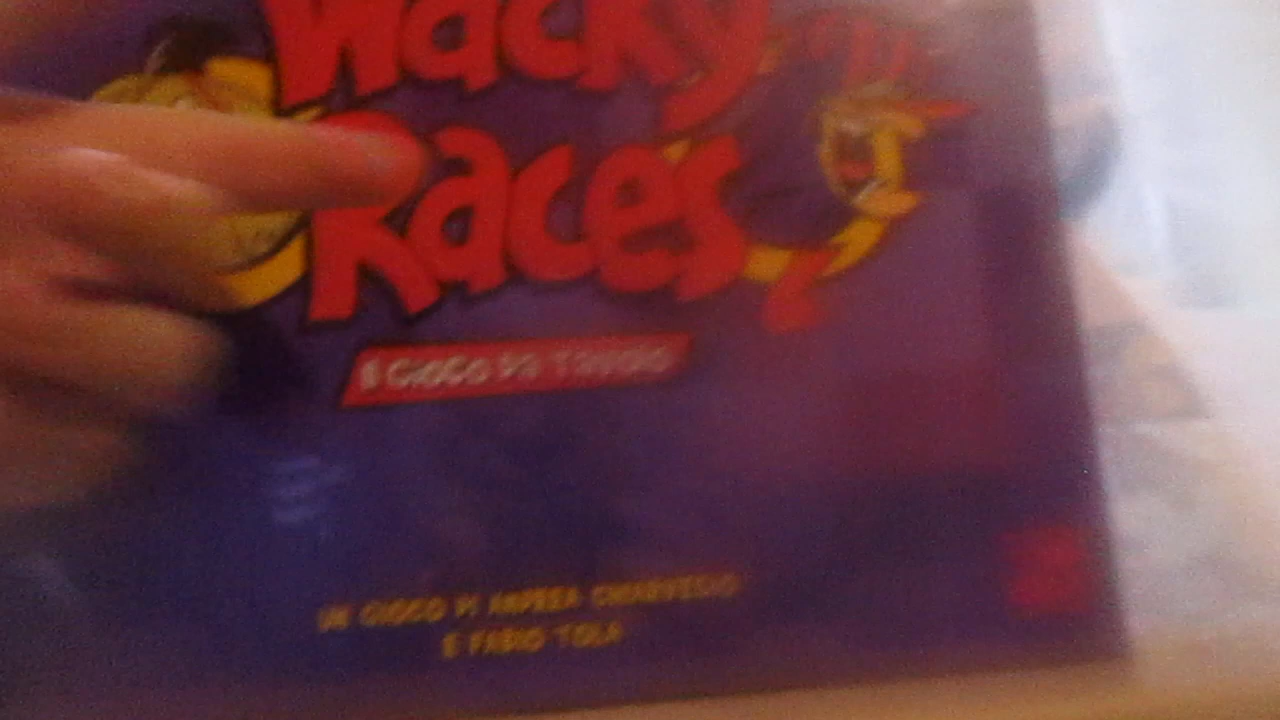 Wacky
Races
IL GIOCO DA TAVOLO
UN GIOCO DI ANDREA CHIARVESIO
E FABIO TOLA